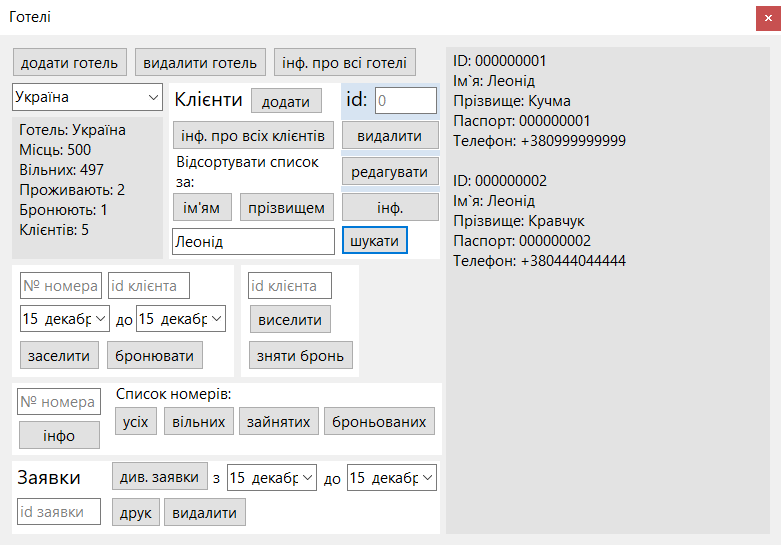 Готелі
додати готель видалити готель інф. про всі готелі
Україна
Готель: Україна
Місць: 500
Вільних: 497
Проживають: 2
Бронюють: 1
Клієнтів: 5
Клієнти додати id: 0
інф. про всіх клієнтів видалити
Відсортувати список
за:
редагувати
ім'ям прізвищем інф.
Леонід шукати
№ номера id клієнта
15 декабр до 15 декабр
заселити бронювати
id клієнта
виселити
зняти бронь
№ номера
інфо
Список номерів:
усіх вільних зайнятих броньованих
Заявки див. заявки з 15 декабр до 15 декабр
id заявки друк видалити
ID: 000000001
Ім`я: Леонід
Прізвище: Кучма
Паспорт: 000000001
Телефон: +380999999999
ID: 000000002
Ім`я: Леонід
Прізвище: Кравчук
Паспорт: 000000002
Телефон: +380444044444